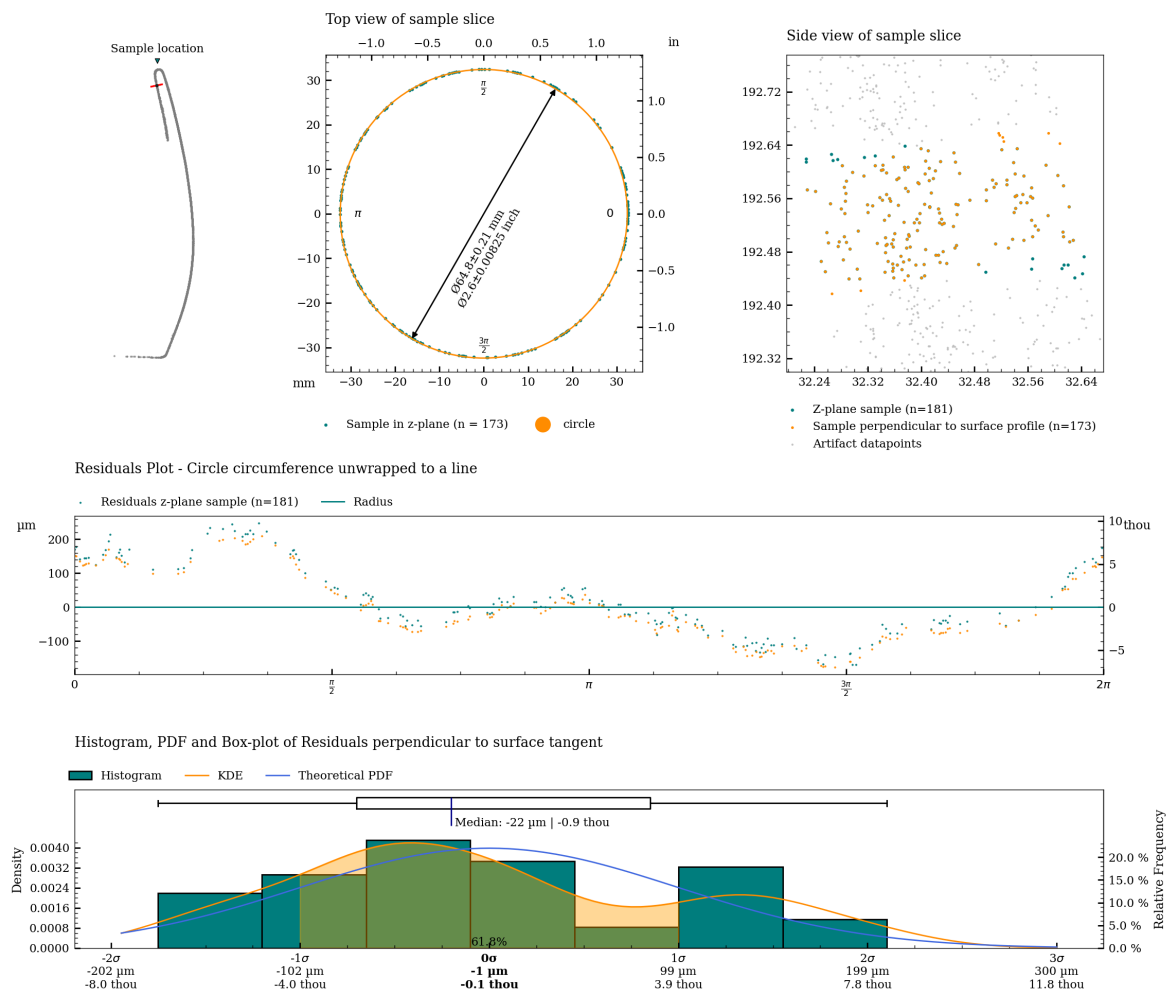 Sample location
Top view of sample slice
−1.0 −0.5 0.0 0.5 1.0 in
30
20
10
0
−10
−20
−30
1.0
0.5
0.0
−0.5
−1.0
π/2
π
0
3π/2
Ø64.8±0.21 mm
Ø2.6±0.00825 inch
mm −30 −20 −10 0 10 20 30
Sample in z-plane (n = 173) circle
Side view of sample slice
192.72
192.64
192.56
192.48
192.40
192.32
32.24 32.32 32.40 32.48 32.56 32.64
Z-plane sample (n=181)
Sample perpendicular to surface profile (n=173)
Artifact datapoints
Residuals Plot - Circle circumference unwrapped to a line
Residuals z-plane sample (n=181) Radius
µm
200
100
0
−100
10 thou
5
0
−5
0 π/2 π 3π/2 2π
Histogram, PDF and Box-plot of Residuals perpendicular to surface tangent
Histogram KDE Theoretical PDF
Median: -22 µm | -0.9 thou
Density
0.0040
0.0032
0.0024
0.0016
0.0008
0.0000
Relative Frequency
20.0 %
15.0 %
10.0 %
5.0 %
0.0 %
61.8%
-2σ -1σ 0σ 1σ 2σ 3σ
-202 µm -102 µm -1 µm 99 µm 199 µm 300 µm
-8.0 thou -4.0 thou -0.1 thou 3.9 thou 7.8 thou 11.8 thou